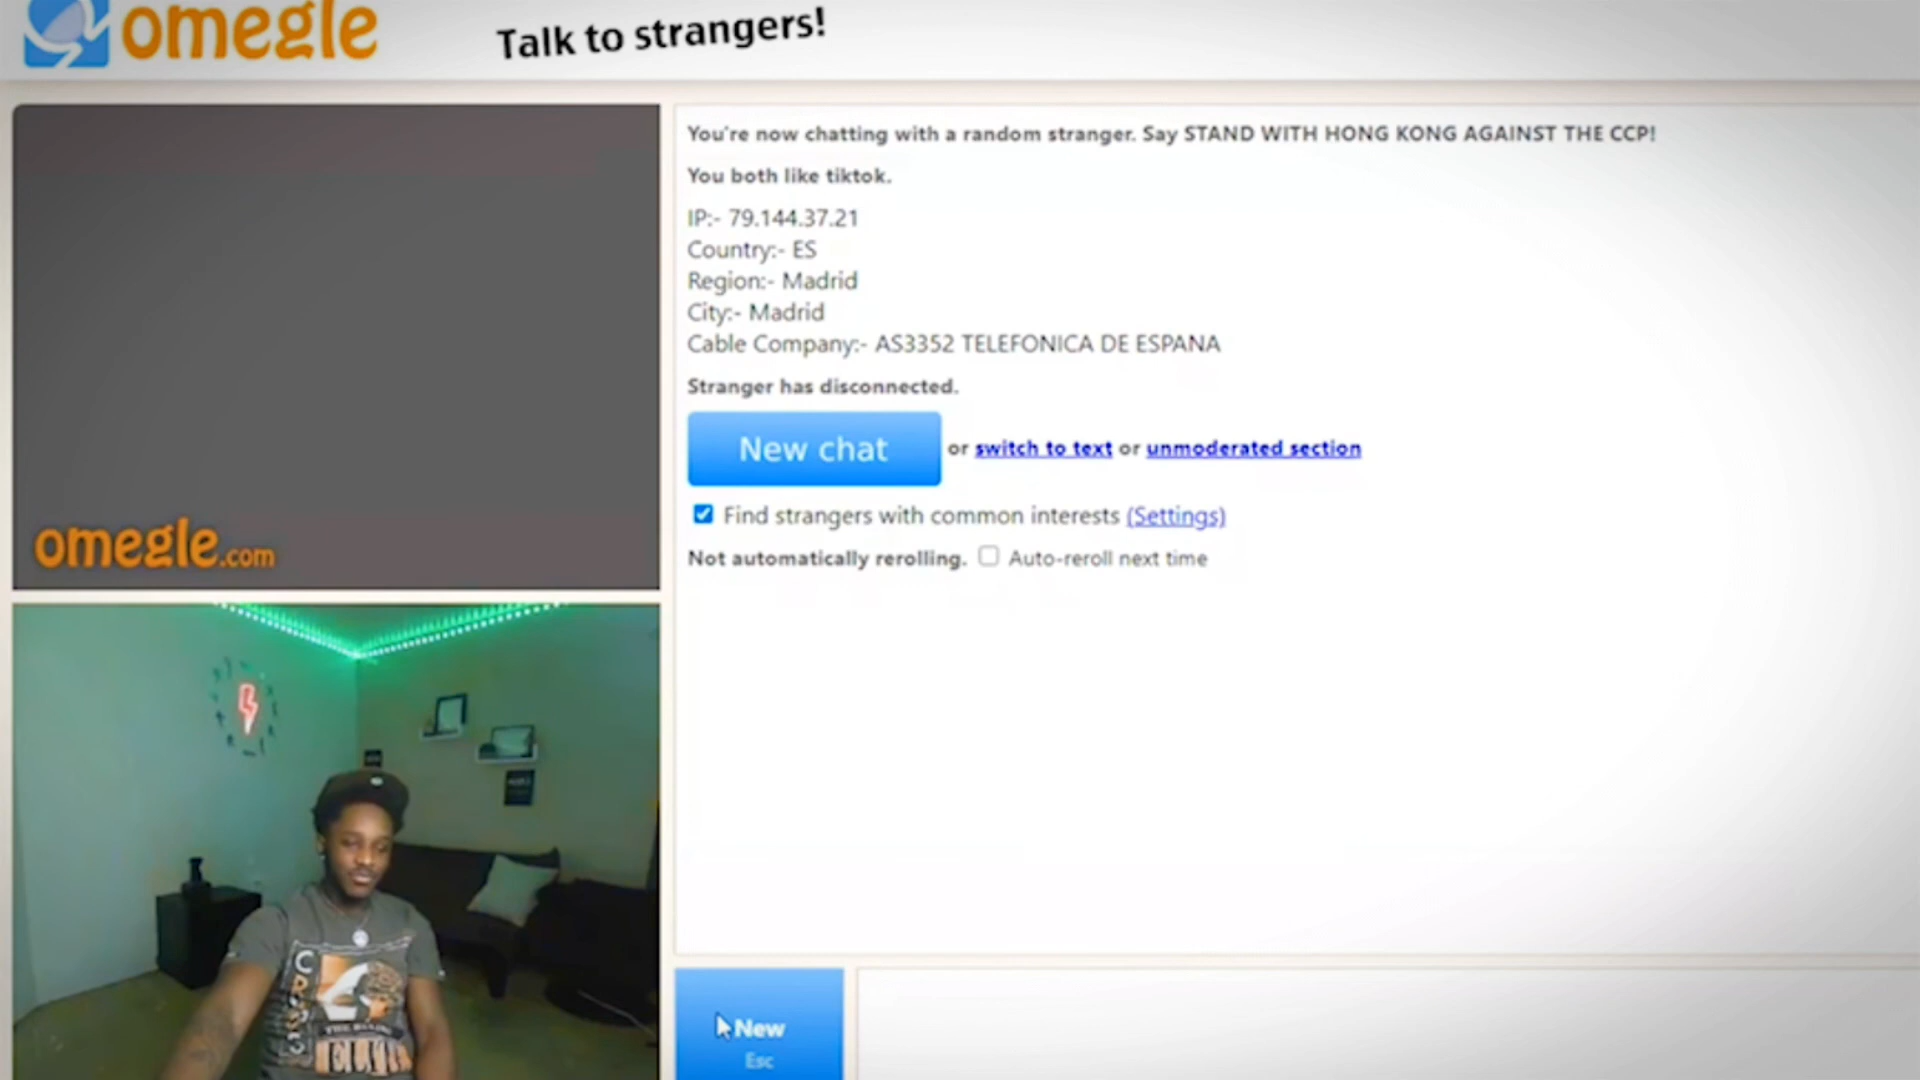 omegle
Talk to strangers!
You're now chatting with a random stranger. Say STAND WITH HONG KONG AGAINST THE CCP!
You both like tiktok.
IP:- 79.144.37.21
Country:- ES
Region:- Madrid
City:- Madrid
Cable Company:- AS3352 TELEFONICA DE ESPANA
Stranger has disconnected.
New chat or switch to text or unmoderated section
Find strangers with common interests (Settings)
Not automatically rerolling. Auto-reroll next time
omegle.com
New
Esc